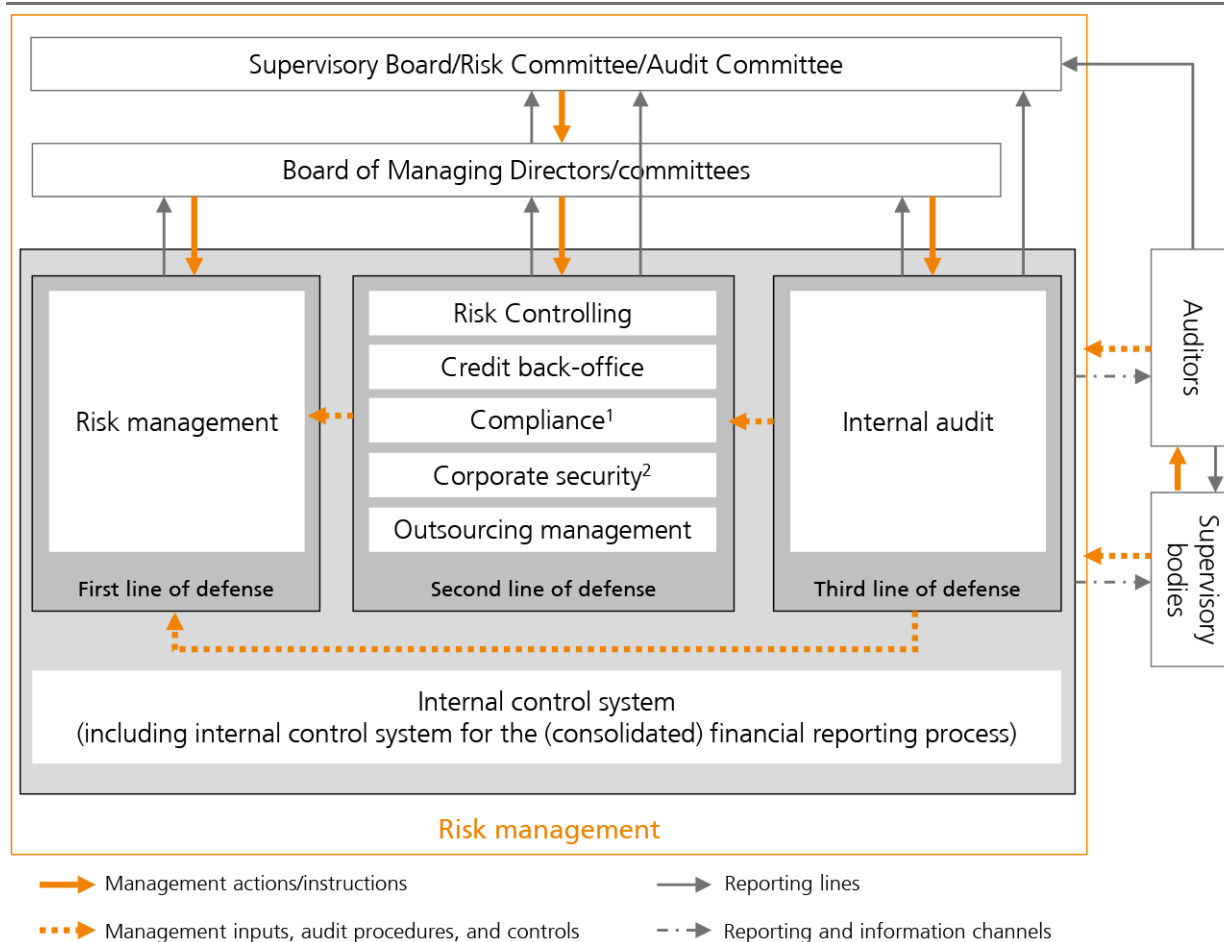 Supervisory Board/Risk Committee/Audit Committee
Board of Managing Directors/committees
Risk management
First line of defense
Risk Controlling
Credit back-office
Compliance¹
Corporate security²
Outsourcing management
Second line of defense
Internal audit
Third line of defense
Auditors
Supervisory
bodies
Internal control system
(including internal control system for the (consolidated) financial reporting process)
Risk management
Management actions/instructions
Reporting lines
Management inputs, audit procedures, and controls
Reporting and information channels